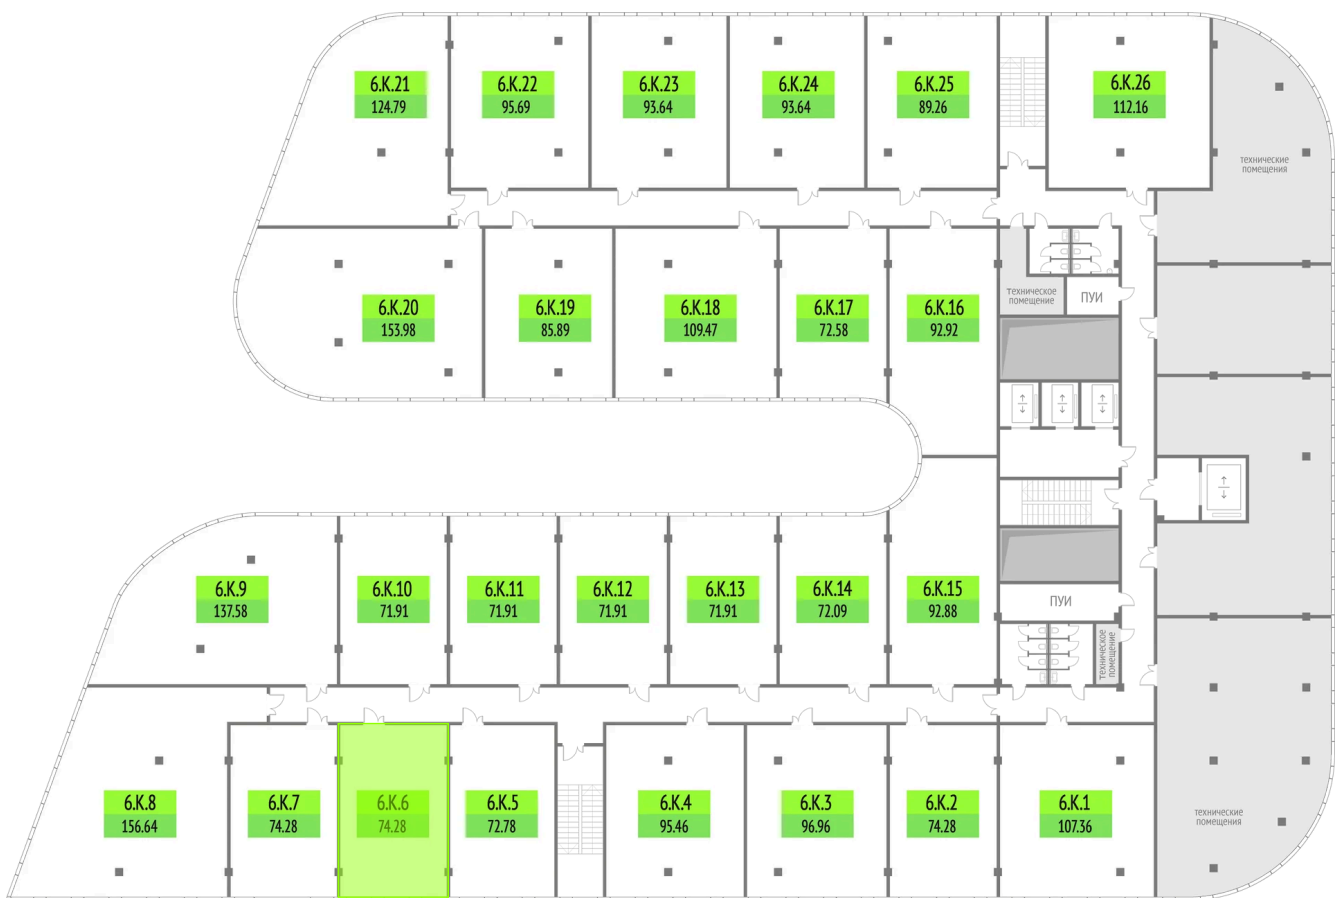 6.К.21
124.79
6.К.22
95.69
6.К.23
93.64
6.К.24
93.64
6.К.25
89.26
6.К.26
112.16
технические
помещения
6.К.20
153.98
6.К.19
85.89
6.К.18
109.47
6.К.17
72.58
6.К.16
92.92
техническое
помещение
ПУИ
6.К.9
137.58
6.К.10
71.91
6.К.11
71.91
6.К.12
71.91
6.К.13
71.91
6.К.14
72.09
6.К.15
92.88
ПУИ
техническое
помещение
6.К.8
156.64
6.К.7
74.28
6.К.6
74.28
6.К.5
72.78
6.К.4
95.46
6.К.3
96.96
6.К.2
74.28
6.К.1
107.36
технические
помещения